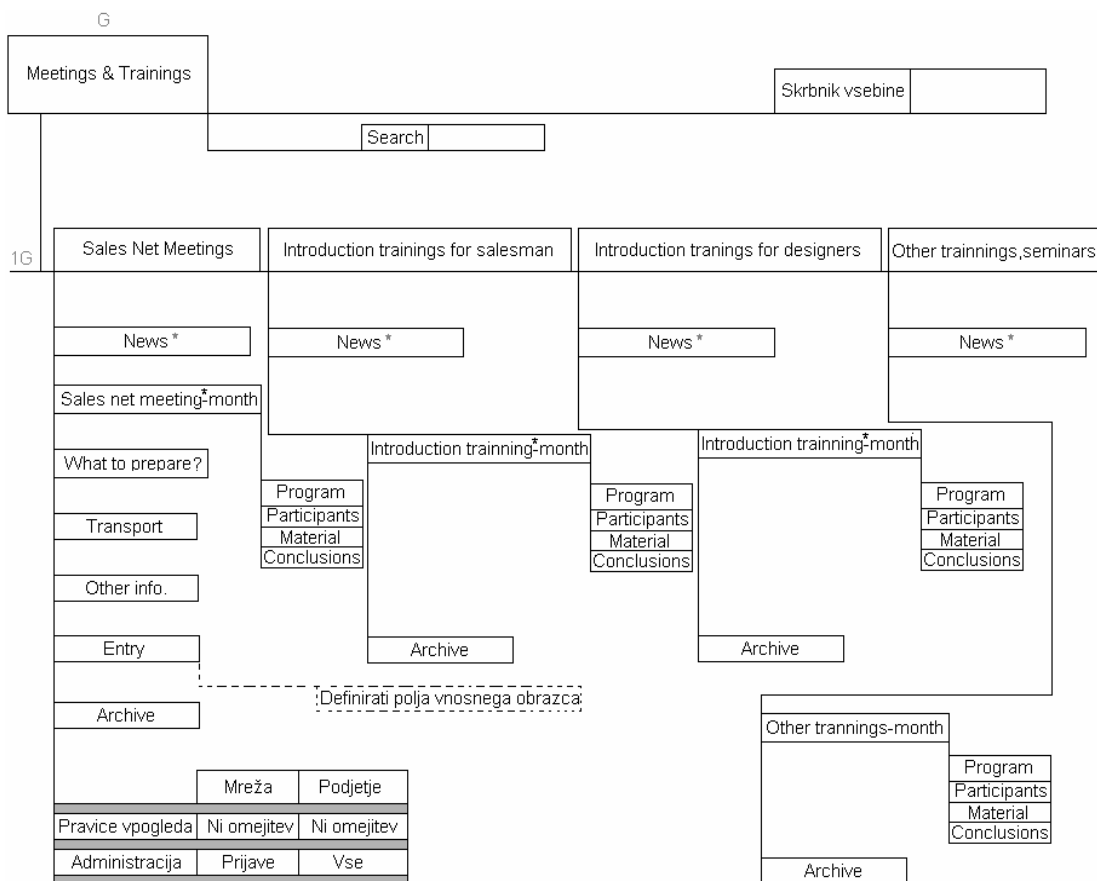 G
Meetings & Trainings
Skrbnik vsebine
Search
1G
Sales Net Meetings
Introduction trainings for salesman
Introduction tranings for designers
Other trainnings,seminars
News *
News *
News *
News *
Sales net meeting*-month
Introduction trainning*-month
Introduction trainning*-month
What to prepare?
Program
Participants
Material
Conclusions
Program
Participants
Material
Conclusions
Program
Participants
Material
Conclusions
Transport
Other info.
Entry
Archive
Archive
Definirati polja vnosnega obrazca
Archive
Other trannings-month
Program
Participants
Material
Conclusions
Archive
Mreža Podjetje
Pravice vpogleda Ni omejitev Ni omejitev
Administracija Prijave Vse